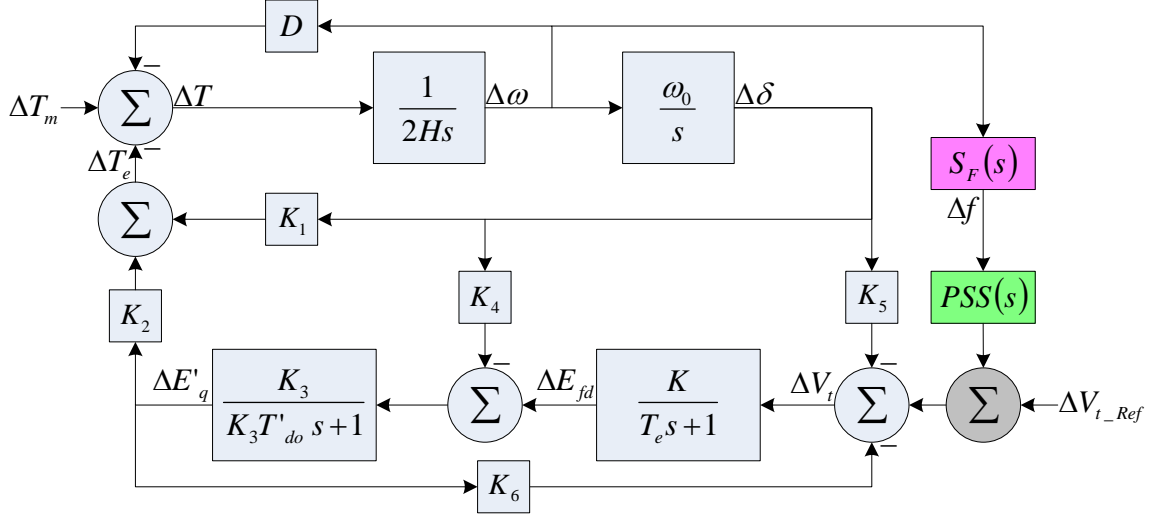 D
−
ΔT_m
Σ
ΔT
1
2Hs
Δω
ω_0
s
Δδ
−
ΔT_e
S_F(s)
Δf
Σ
K_1
K_2
K_4
K_5
PSS(s)
−
−
ΔE'_q
K_3
K_3T'_do s+1
Σ
ΔE_fd
K
T_e s+1
ΔV_t
Σ
−
Σ
ΔV_t_Ref
K_6